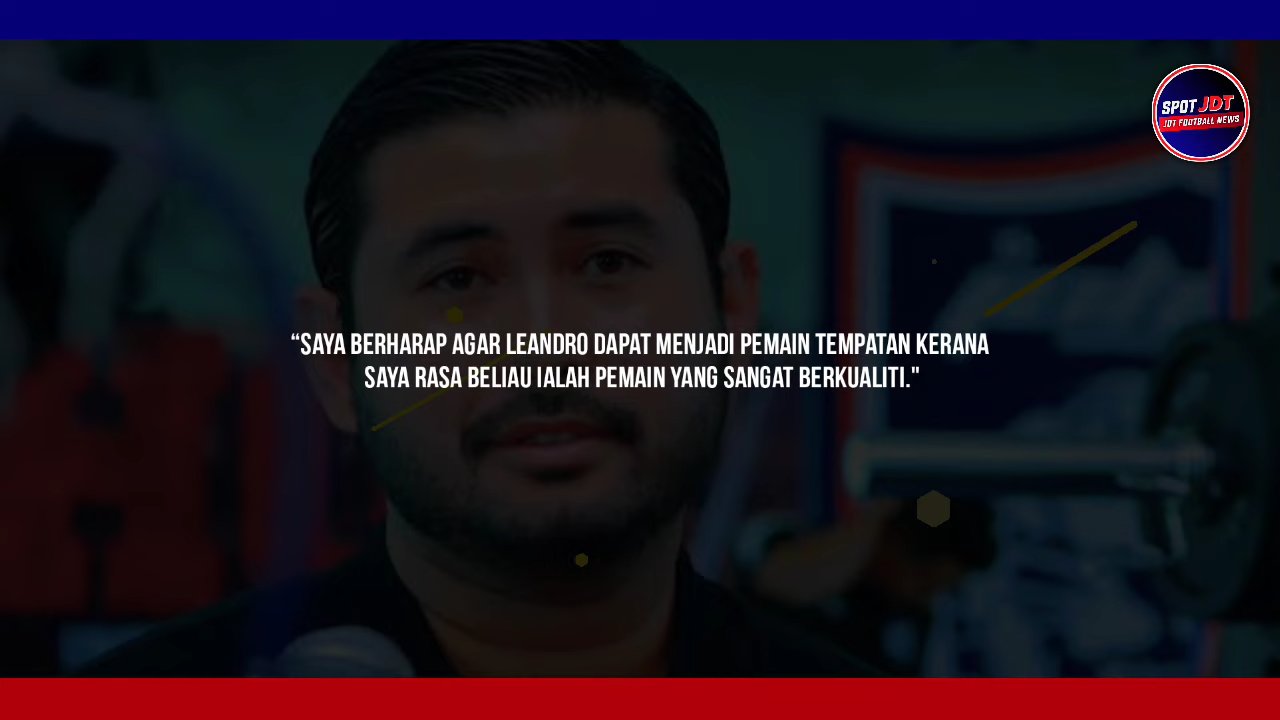 SPOT JDT
JDT FOOTBALL NEWS
“SAYA BERHARAP AGAR LEANDRO DAPAT MENJADI PEMAIN TEMPATAN KERANA
SAYA RASA BELIAU IALAH PEMAIN YANG SANGAT BERKUALITI."